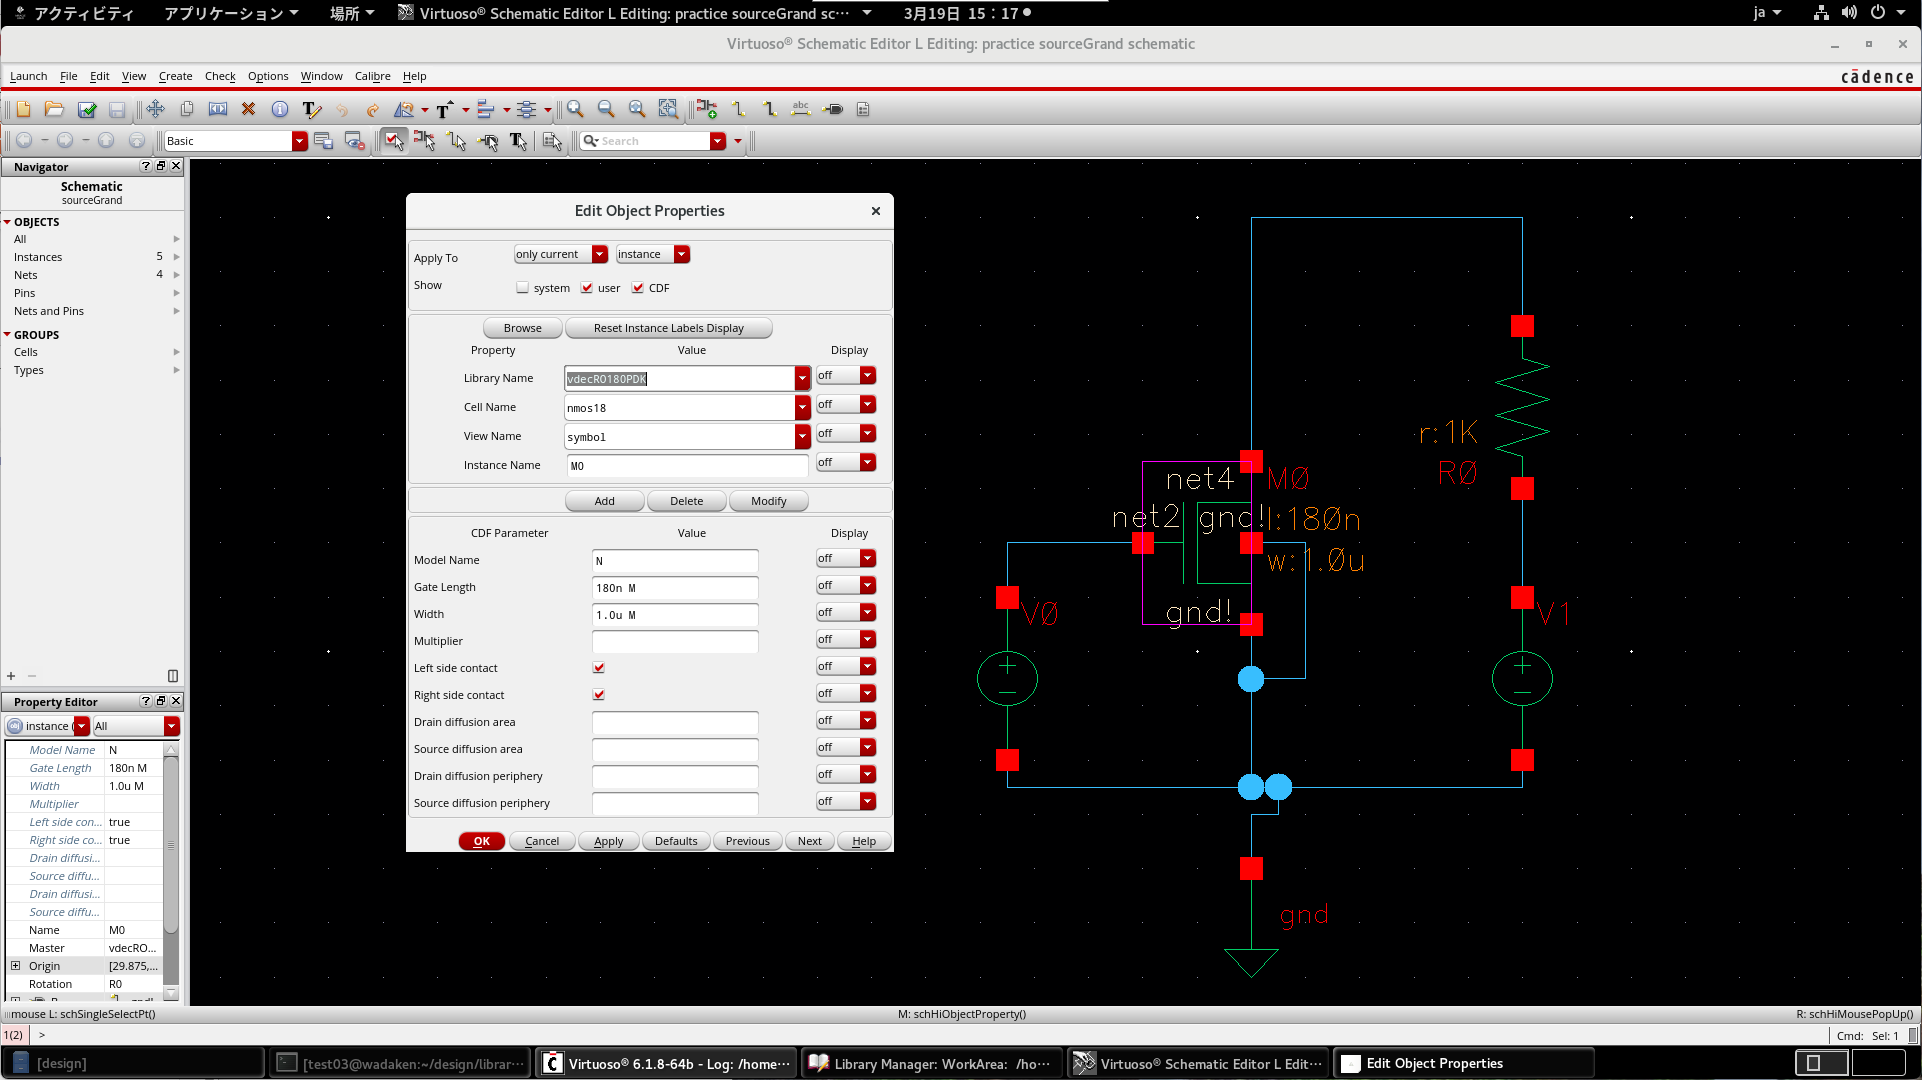 アクティビティ アプリケーション 場所 Virtuoso® Schematic Editor L Editing: practice sourceGrand sc··· 3月19日 15:17 ja
Virtuoso® Schematic Editor L Editing: practice sourceGrand schematic
Launch File Edit View Create Check Options Window Calibre Help
cādence
abc
Basic
Search
Navigator
Schematic
sourceGrand
OBJECTS
All
Instances 5
Nets 4
Pins
Nets and Pins
GROUPS
Cells
Types
Property Editor
instance ( All
Model Name N
Gate Length 180n M
Width 1.0u M
Multiplier
Left side con... true
Right side co... true
Drain diffusi...
Source diffu...
Drain diffusi...
Source diffu...
Name M0
Master vdecRO...
Origin [29.875,...
Rotation R0
Edit Object Properties
Apply To only current instance
Show system user CDF
Browse Reset Instance Labels Display
Property Value Display
Library Name vdecRO180PDK off
Cell Name nmos18 off
View Name symbol off
Instance Name M0 off
Add Delete Modify
CDF Parameter Value Display
Model Name N off
Gate Length 180n M off
Width 1.0u M off
Multiplier off
Left side contact off
Right side contact off
Drain diffusion area off
Source diffusion area off
Drain diffusion periphery off
Source diffusion periphery off
OK Cancel Apply Defaults Previous Next Help
r:1K
R0
net4 M0
net2 gnd! l:180n
w:1.0u
gnd!
V0
V1
gnd
mouse L: schSingleSelectPt() M: schHiObjectProperty() R: schHiMousePopUp()
1(2) > Cmd: Sel: 1
[design] [test03@wadaken:~/design/librar··· Virtuoso® 6.1.8-64b - Log: /home··· Library Manager: WorkArea: /ho··· Virtuoso® Schematic Editor L Edit··· Edit Object Properties